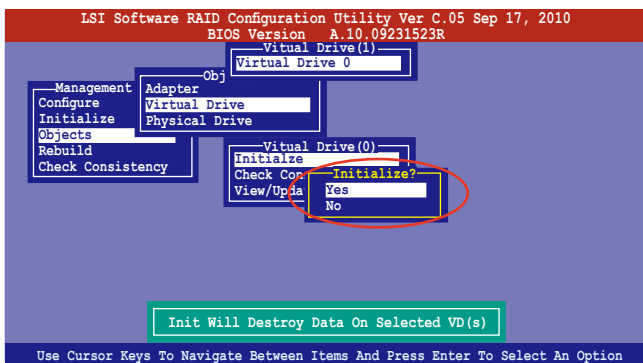 LSI Software RAID Configuration Utility Ver C.05 Sep 17, 2010
BIOS Version A.10.09231523R
Vitual Drive(1)
Virtual Drive 0
Obj
Adapter
Virtual Drive
Physical Drive
Management
Configure
Initialize
Objects
Rebuild
Check Consistency
Vitual Drive(0)
Initialze
Check Con
View/Upda
Initialize?
Yes
No
Init Will Destroy Data On Selected VD(s)
Use Cursor Keys To Navigate Between Items And Press Enter To Select An Option